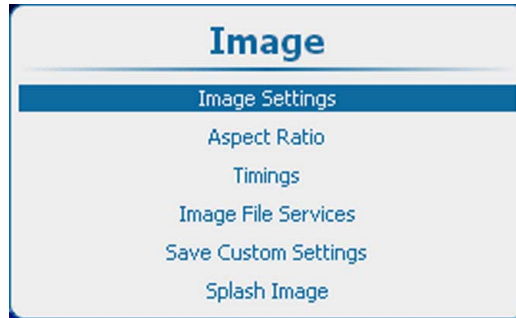 Image
Image Settings
Aspect Ratio
Timings
Image File Services
Save Custom Settings
Splash Image